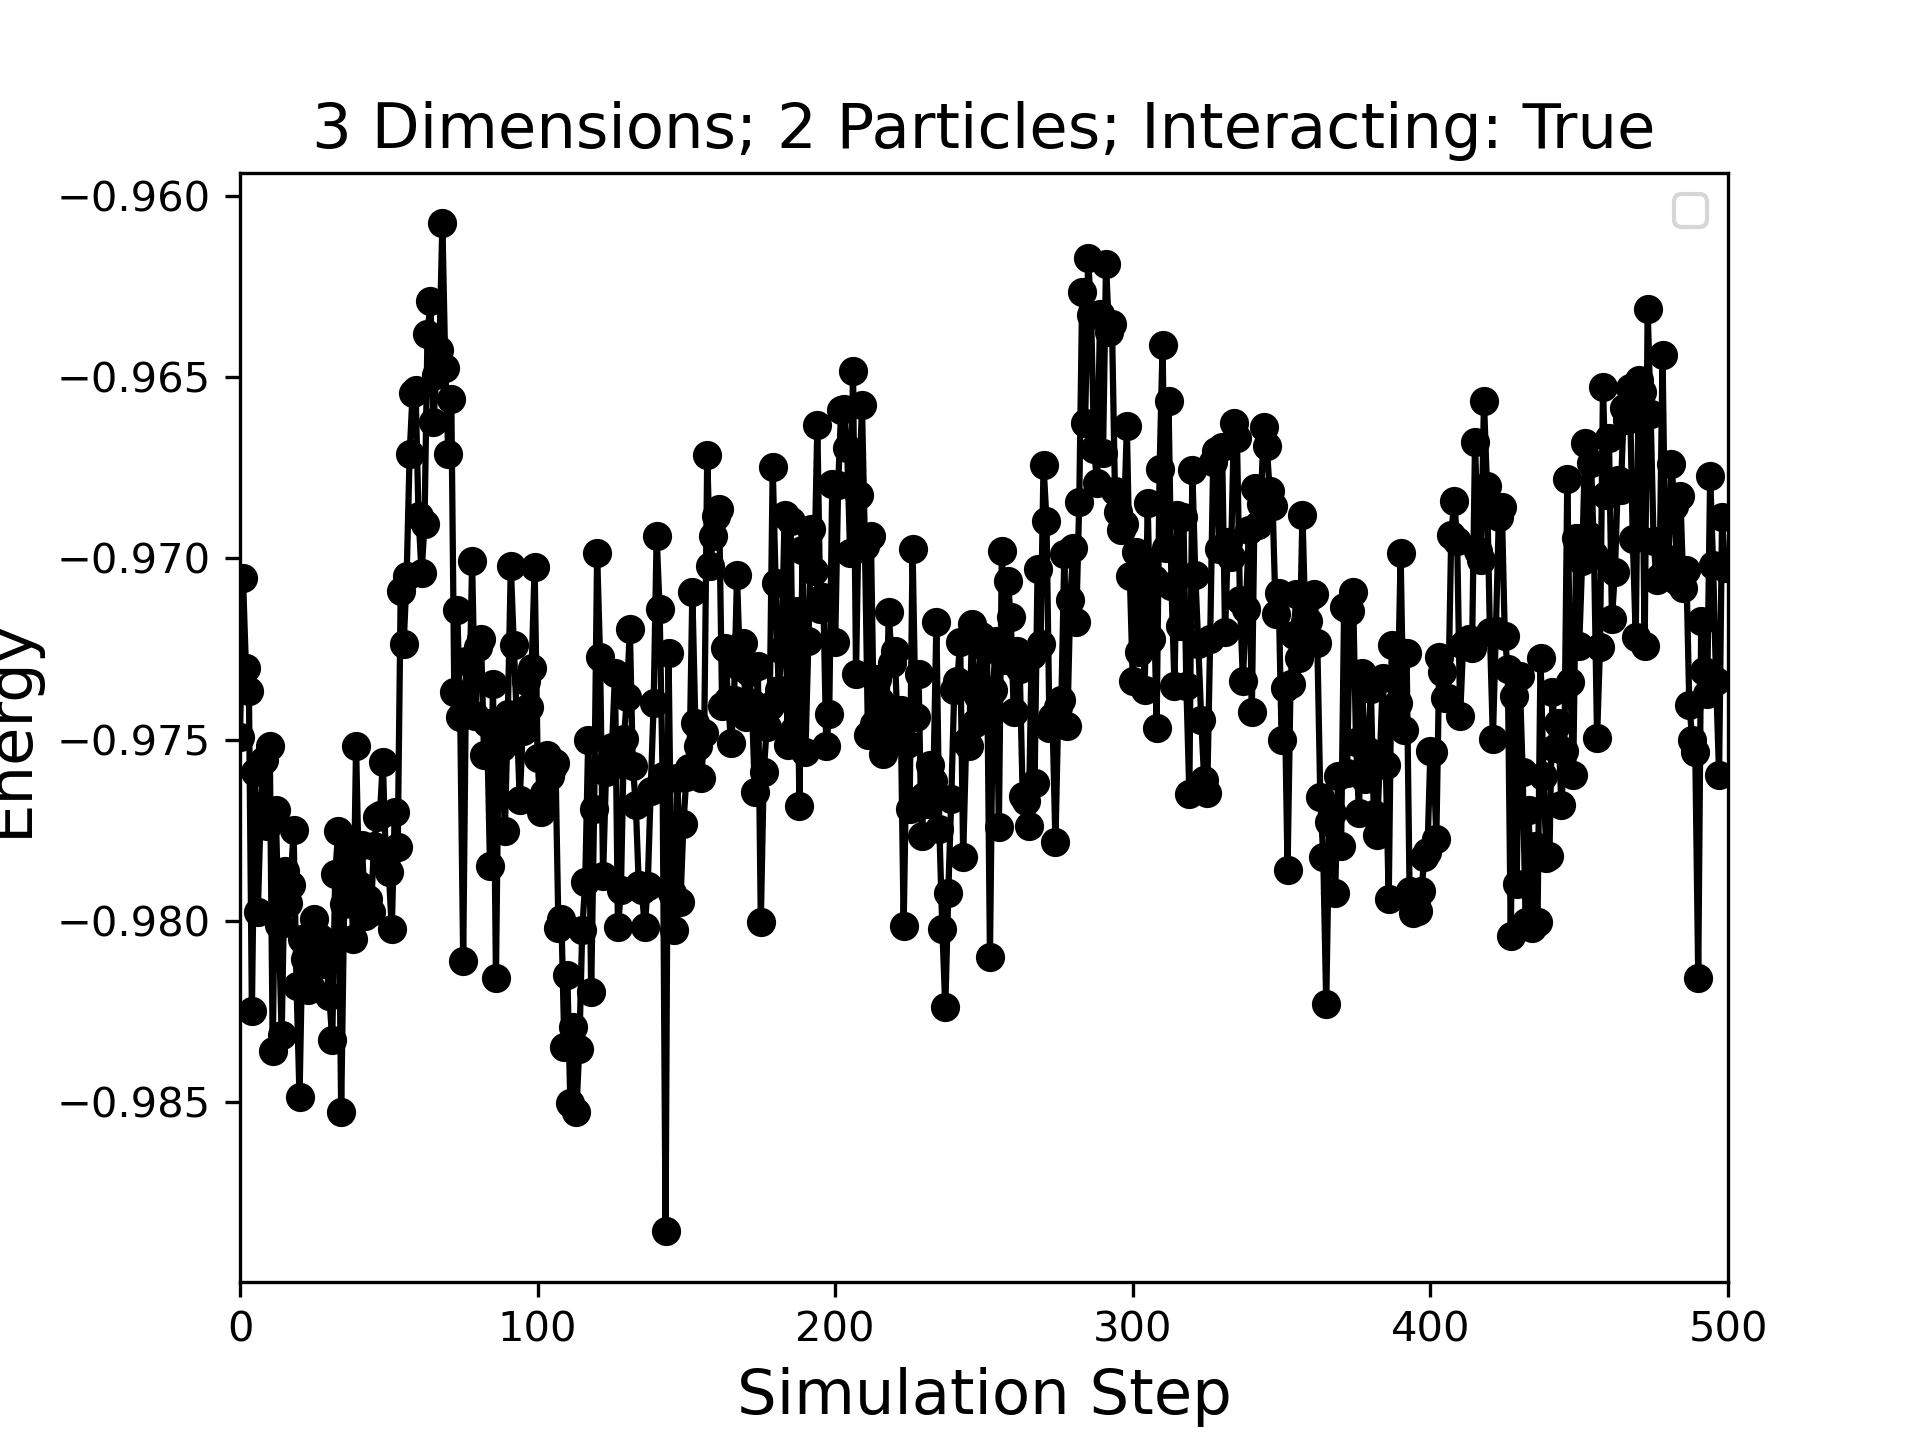 3 Dimensions; 2 Particles; Interacting: True
−0.960
−0.965
−0.970
−0.975
−0.980
−0.985
Energy
0 100 200 300 400 500
Simulation Step